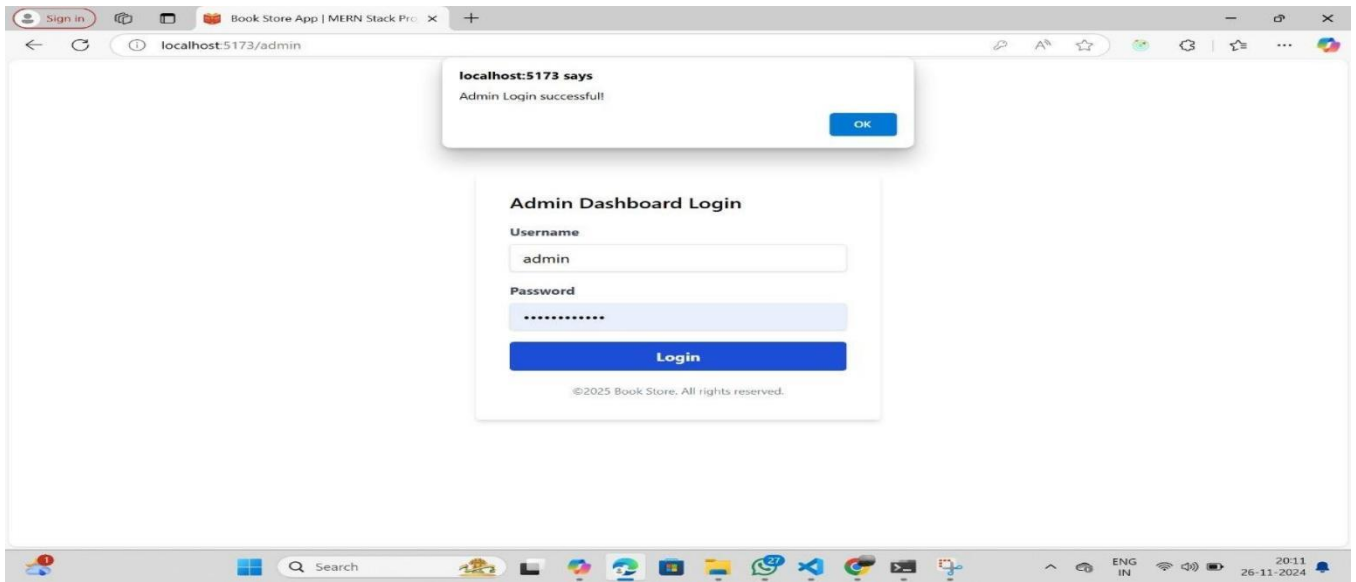 Sign in
Book Store App | MERN Stack Pro
localhost:5173/admin
localhost:5173 says
Admin Login successful!
OK
Admin Dashboard Login
Username
admin
Password
••••••••••••
Login
©2025 Book Store. All rights reserved.
Search
27
ENG
IN
20:11
26-11-2024